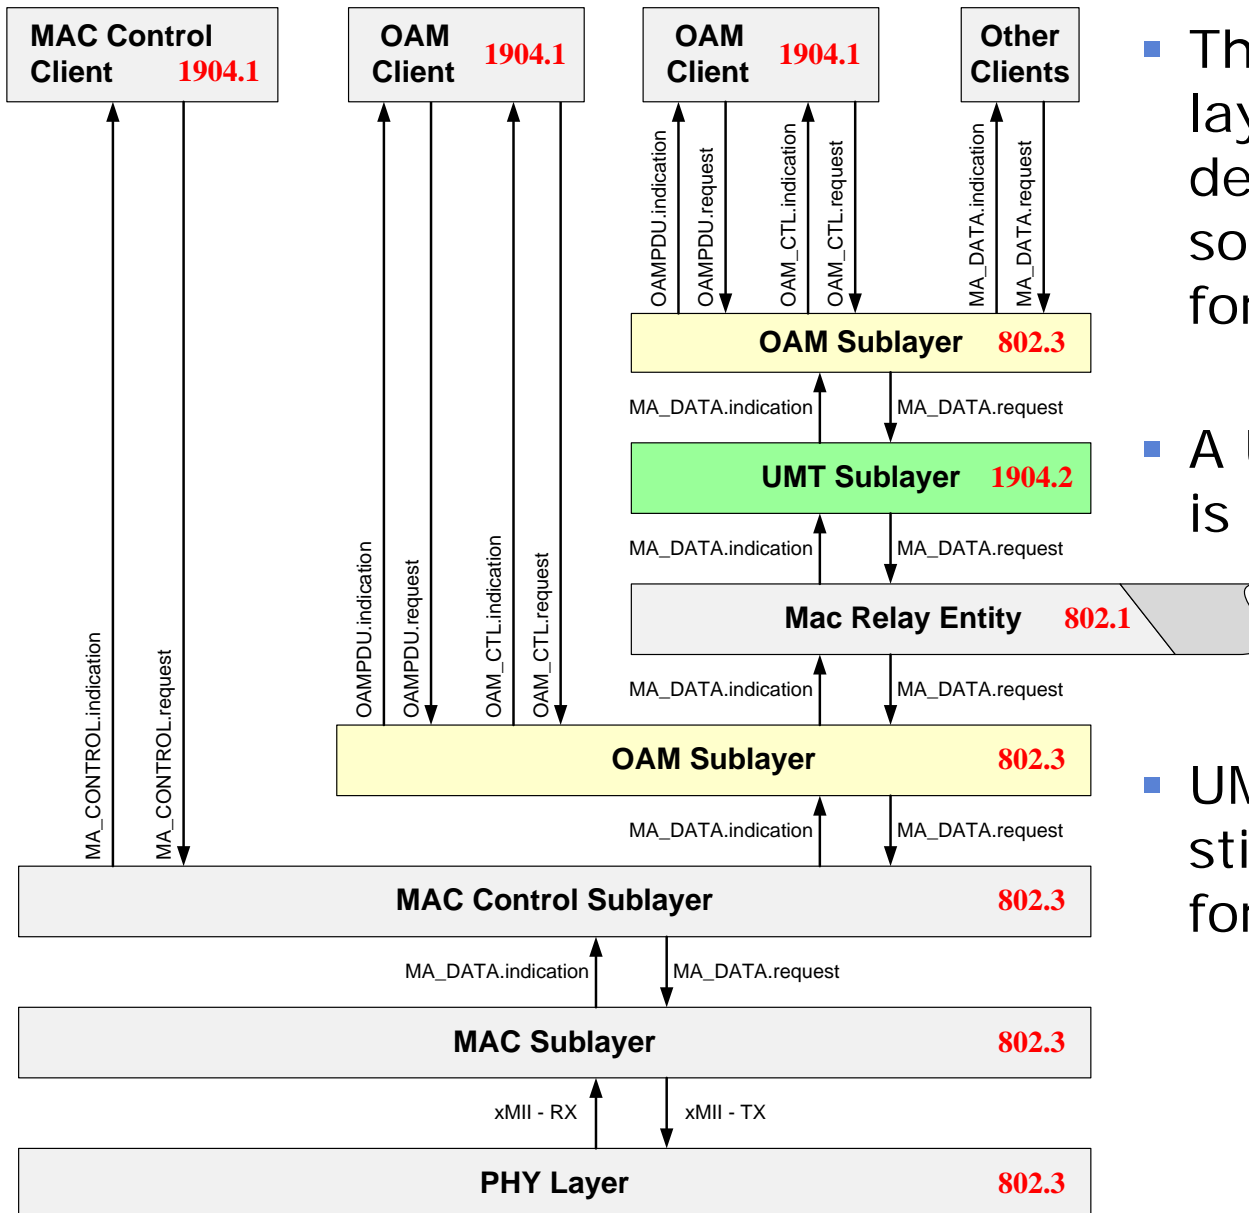 MAC Control
Client 1904.1
OAM
Client 1904.1
OAM
Client 1904.1
Other
Clients
OAMPDU.indication
OAMPDU.request
OAM_CTL.indication
OAM_CTL.request
MA_DATA.indication
MA_DATA.request
OAM Sublayer 802.3
MA_DATA.indication
MA_DATA.request
UMT Sublayer 1904.2
MA_DATA.indication
MA_DATA.request
Mac Relay Entity 802.1
MA_CONTROL.indication
MA_CONTROL.request
OAMPDU.indication
OAMPDU.request
OAM_CTL.indication
OAM_CTL.request
MA_DATA.indication
MA_DATA.request
OAM Sublayer 802.3
MA_DATA.indication
MA_DATA.request
MAC Control Sublayer 802.3
MA_DATA.indication
MA_DATA.request
MAC Sublayer 802.3
xMII - RX
xMII - TX
PHY Layer 802.3
A
is